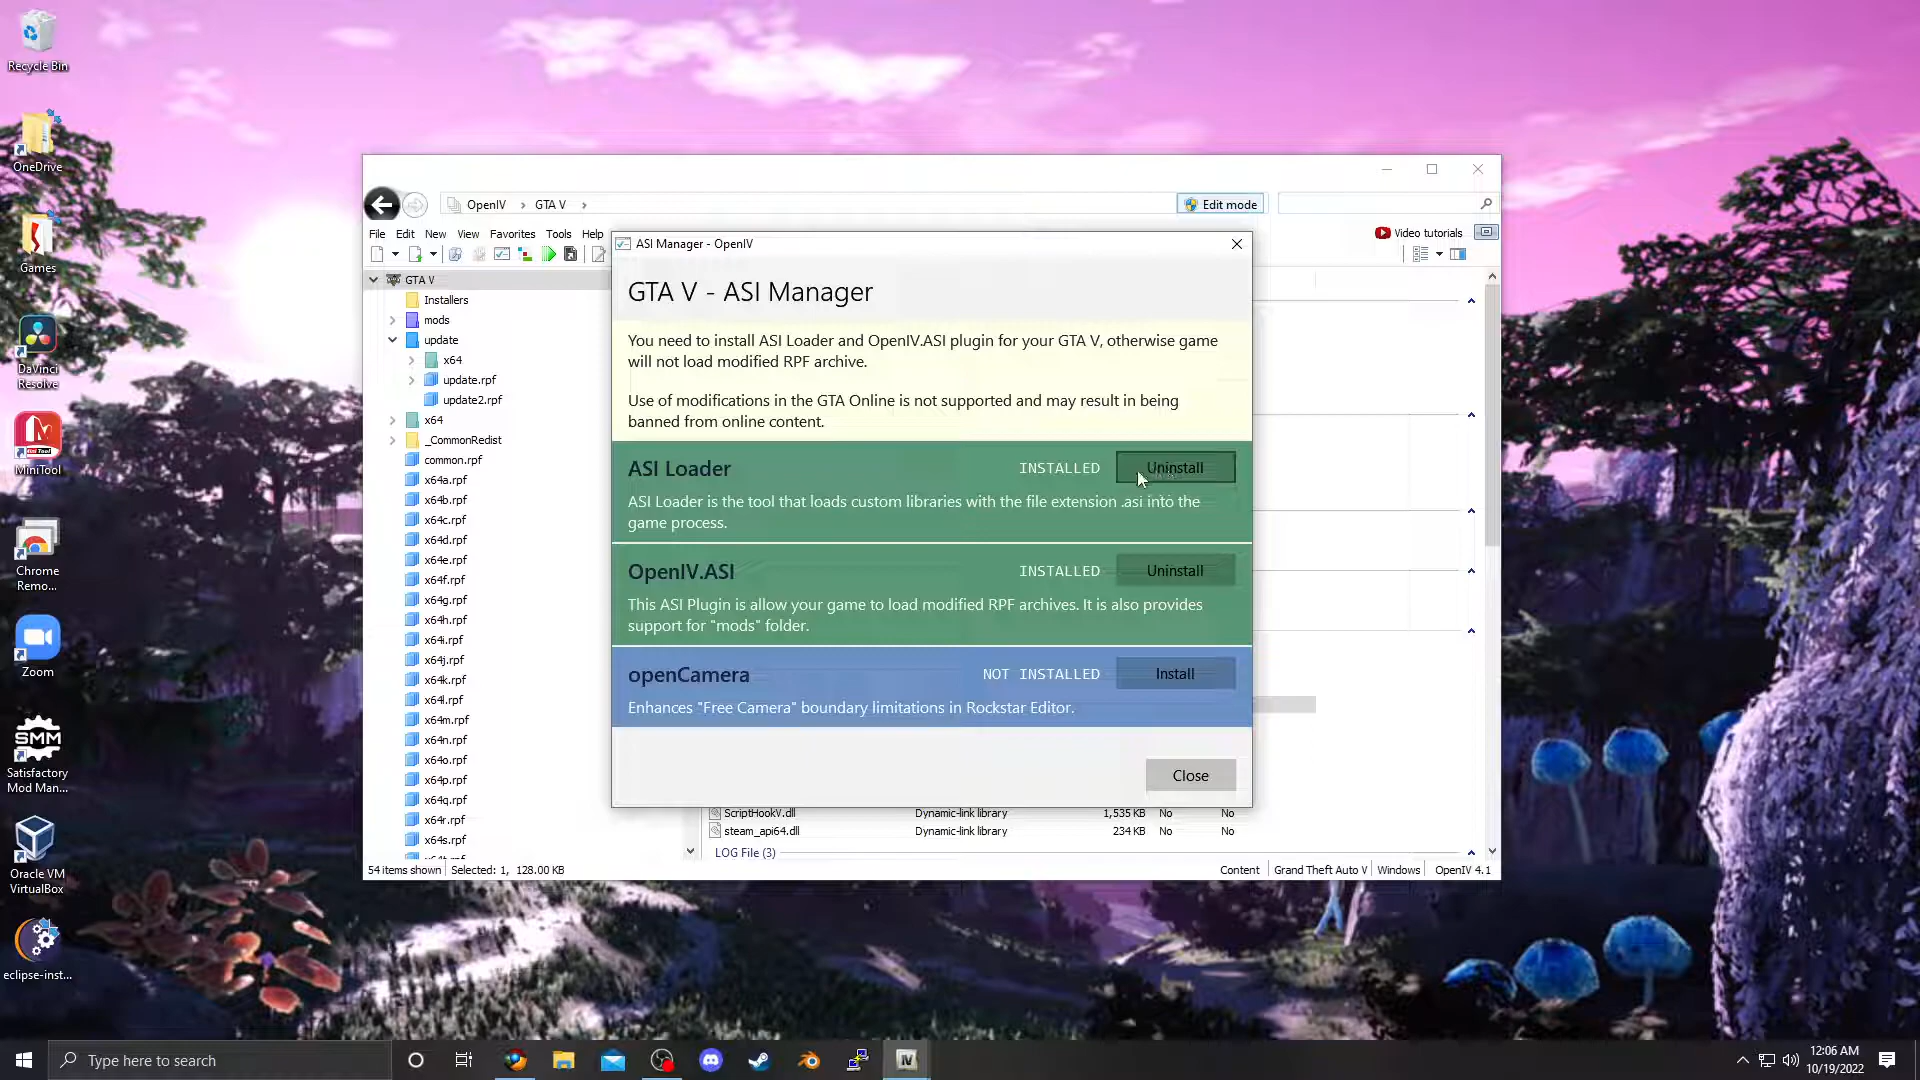 Recycle Bin
OneDrive
Games
DaVinci
Resolve
MiniTool
Chrome
Remo...
Zoom
SMM
Satisfactory
Mod Man...
Oracle VM
VirtualBox
eclipse-inst...
OpenIV
GTA V
Edit mode
File
Edit
New
View
Favorites
Tools
Help
Video tutorials
GTA V
Installers
mods
update
x64
update.rpf
update2.rpf
x64
_CommonRedist
common.rpf
x64a.rpf
x64b.rpf
x64c.rpf
x64d.rpf
x64e.rpf
x64f.rpf
x64g.rpf
x64h.rpf
x64i.rpf
x64j.rpf
x64k.rpf
x64l.rpf
x64m.rpf
x64n.rpf
x64o.rpf
x64p.rpf
x64q.rpf
x64r.rpf
x64s.rpf
ASI Manager - OpenIV
GTA V - ASI Manager
You need to install ASI Loader and OpenIV.ASI plugin for your GTA V, otherwise game
will not load modified RPF archive.
Use of modifications in the GTA Online is not supported and may result in being
banned from online content.
ASI Loader
INSTALLED
Uninstall
ASI Loader is the tool that loads custom libraries with the file extension .asi into the
game process.
OpenIV.ASI
INSTALLED
Uninstall
This ASI Plugin is allow your game to load modified RPF archives. It is also provides
support for "mods" folder.
openCamera
NOT INSTALLED
Install
Enhances "Free Camera" boundary limitations in Rockstar Editor.
Close
ScriptHookV.dll
Dynamic-link library
1,535 KB
No
No
steam_api64.dll
Dynamic-link library
234 KB
No
No
LOG File (3)
54 items shown
Selected: 1, 128.00 KB
Content
Grand Theft Auto V
Windows
OpenIV 4.1
Type here to search
IV
12:06 AM
10/19/2022